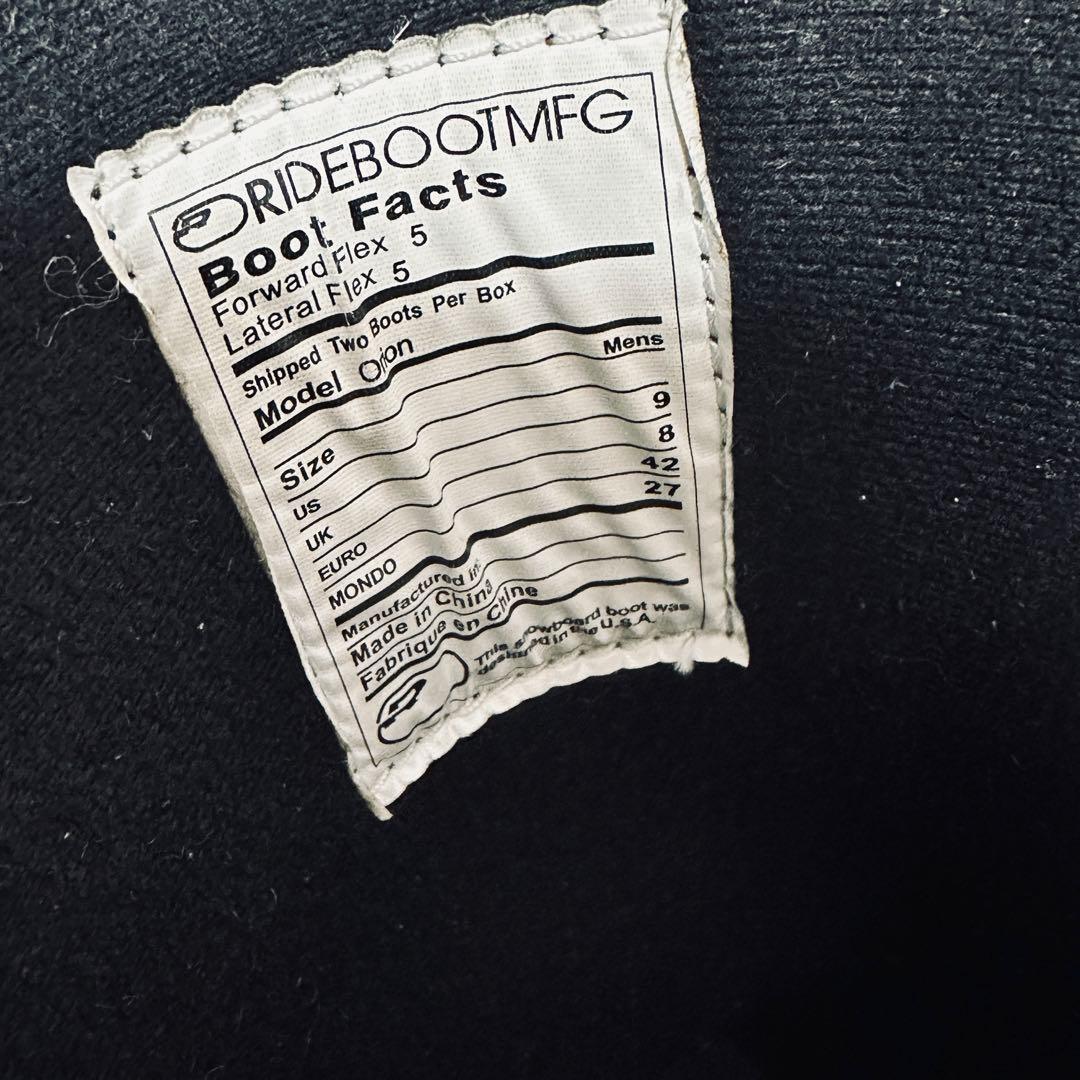 RIDEBOOTMFG
Boot Facts
Forward Flex 5
Lateral Flex 5
Shipped Two Boots Per Box
Model Orion
Size Mens
US 9
UK 8
EURO 42
MONDO 27
Manufactured in:
Made in China
Fabrique en Chine
This snowboard boot was
designed in the U.S.A.